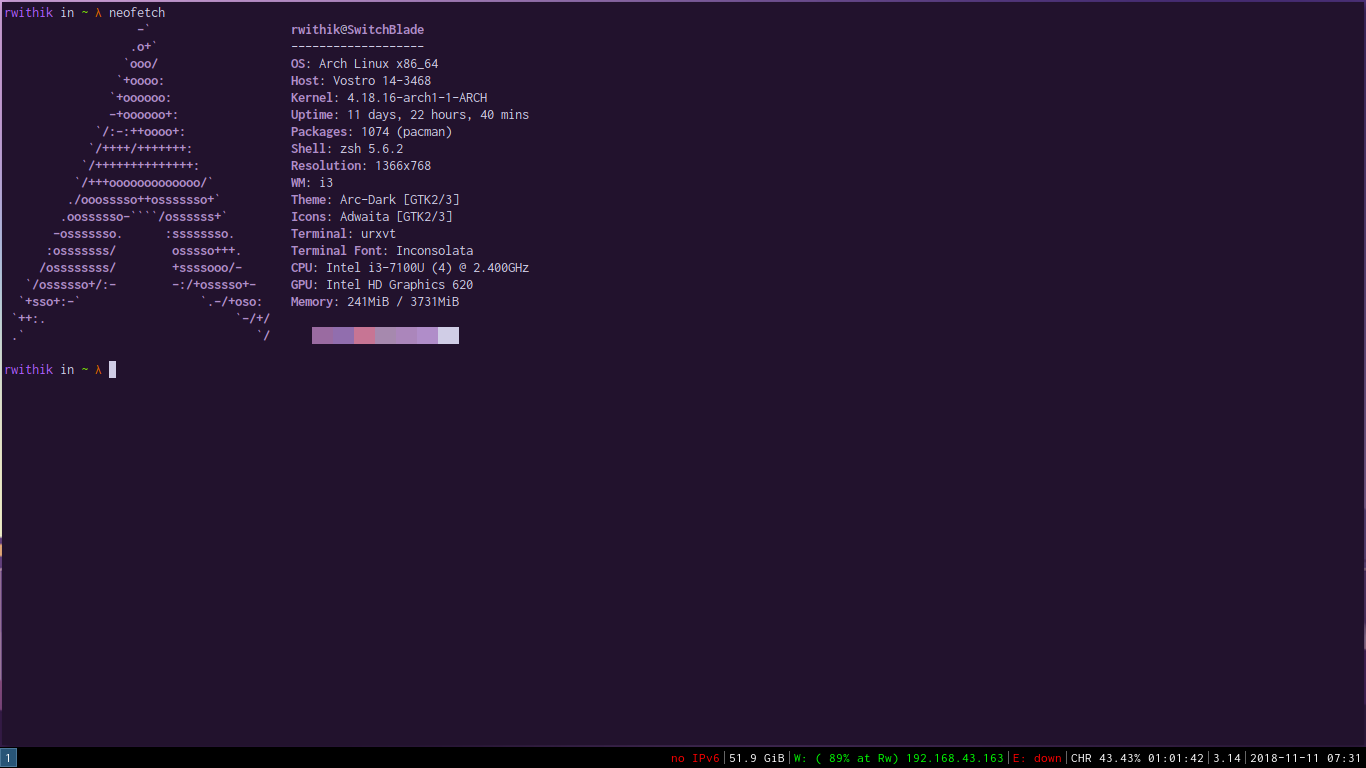 rwithik in ~ λ neofetch
-`
.o+`
`ooo/
`+oooo:
`+oooooo:
-+oooooo+:
`/:-:++oooo+:
`/++++/+++++++:
`/++++++++++++++:
`/+++ooooooooooooo/`
./ooosssso++osssssso+`
.oossssso-````/ossssss+`
-osssssso. :ssssssso.
:osssssss/ osssso+++.
/ossssssss/ +ssssooo/-
`/ossssso+/:- -:/+osssso+-
`+sso+:-` `.-/+oso:
`++:. `-/+/
.` `/
rwithik@SwitchBlade
-------------------
OS: Arch Linux x86_64
Host: Vostro 14-3468
Kernel: 4.18.16-arch1-1-ARCH
Uptime: 11 days, 22 hours, 40 mins
Packages: 1074 (pacman)
Shell: zsh 5.6.2
Resolution: 1366x768
WM: i3
Theme: Arc-Dark [GTK2/3]
Icons: Adwaita [GTK2/3]
Terminal: urxvt
Terminal Font: Inconsolata
CPU: Intel i3-7100U (4) @ 2.400GHz
GPU: Intel HD Graphics 620
Memory: 241MiB / 3731MiB
rwithik in ~ λ
1 no IPv6|51.9 GiB|W: ( 89% at Rw) 192.168.43.163|E: down|CHR 43.43% 01:01:42|3.14|2018-11-11 07:31